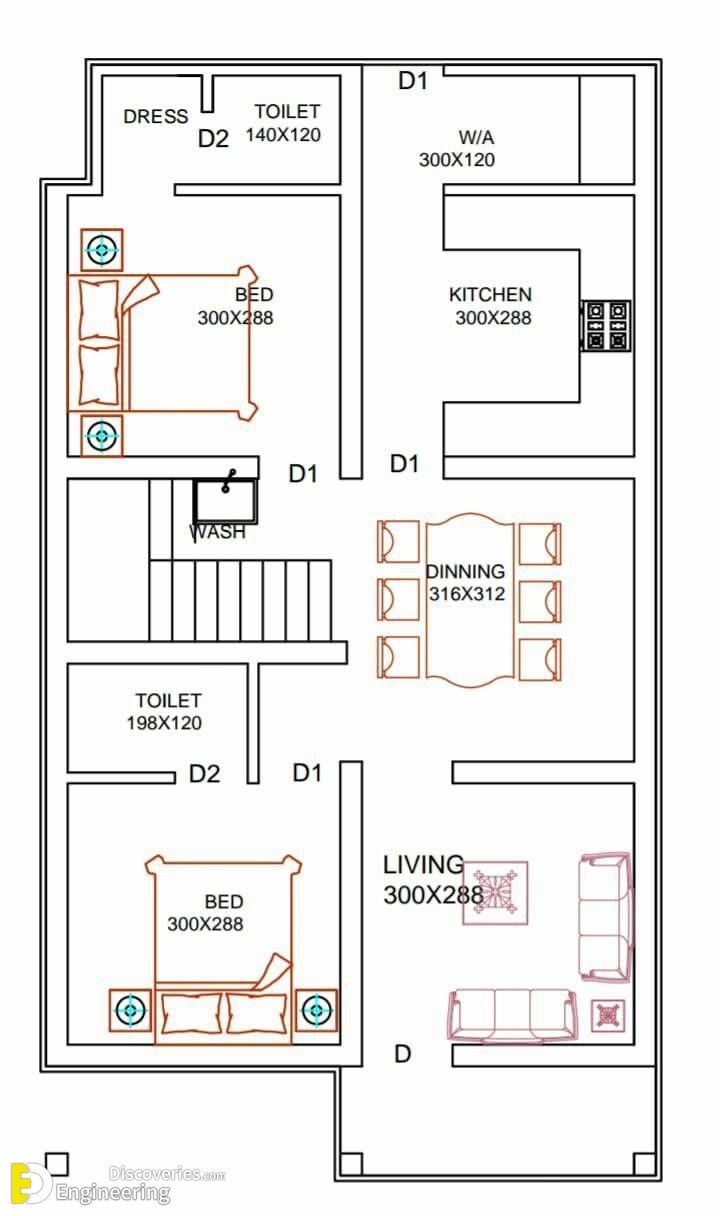 D1
DRESS
D2
TOILET
140X120
W/A
300X120
BED
300X288
KITCHEN
300X288
D1
D1
WASH
DINNING
316X312
TOILET
198X120
D2
D1
LIVING
300X288
BED
300X288
D
ED
Discoveries.com
Engineering